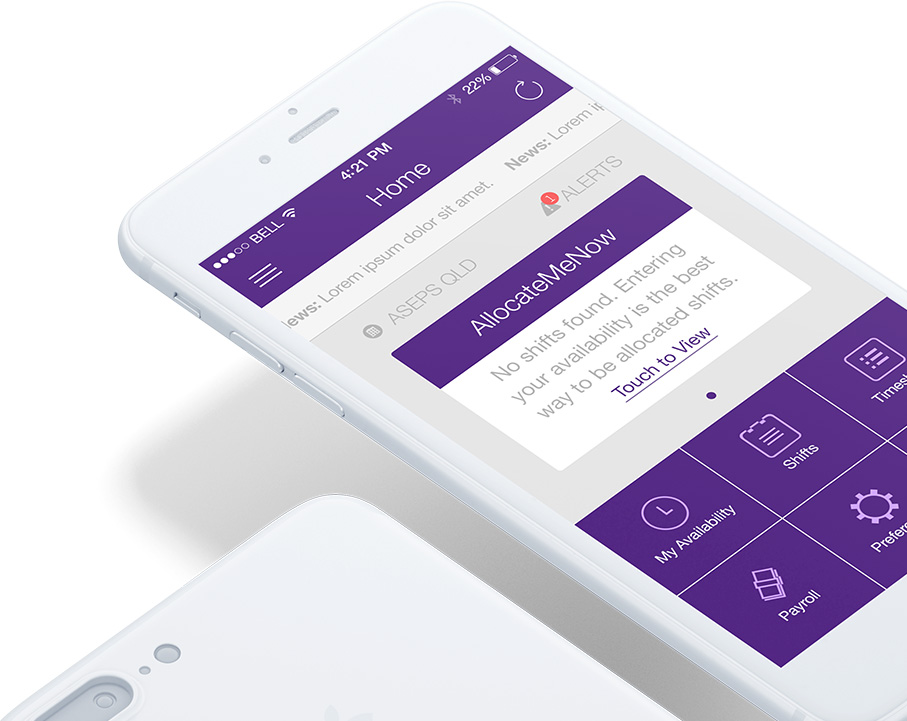 BELL
4:21 PM
22%
Home
News: Lorem ipsum dolor sit amet.
News: Lorem ip
ASEPS QLD
1
ALERTS
AllocateMeNow
No shifts found. Entering
your availability is the best
way to be allocated shifts.
Touch to View
My Availability
Shifts
Timesh
Payroll
Prefere